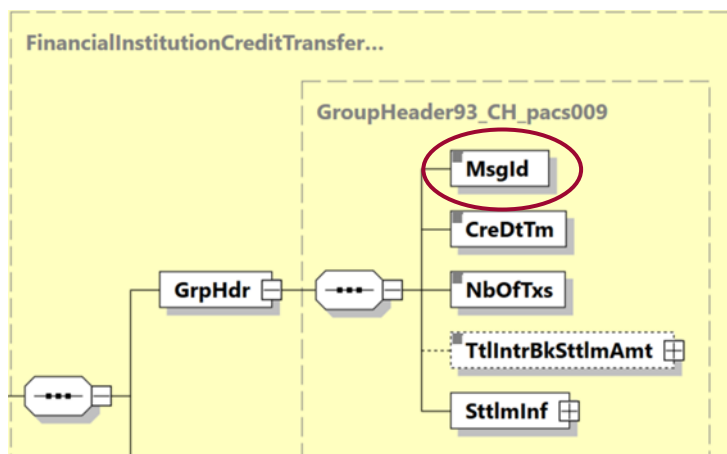 FinancialInstitutionCreditTransfer...
GroupHeader93_CH_pacs009
MsgId
CreDtTm
GrpHdr
NbOfTxs
TtlIntrBkSttlmAmt
SttlmInf